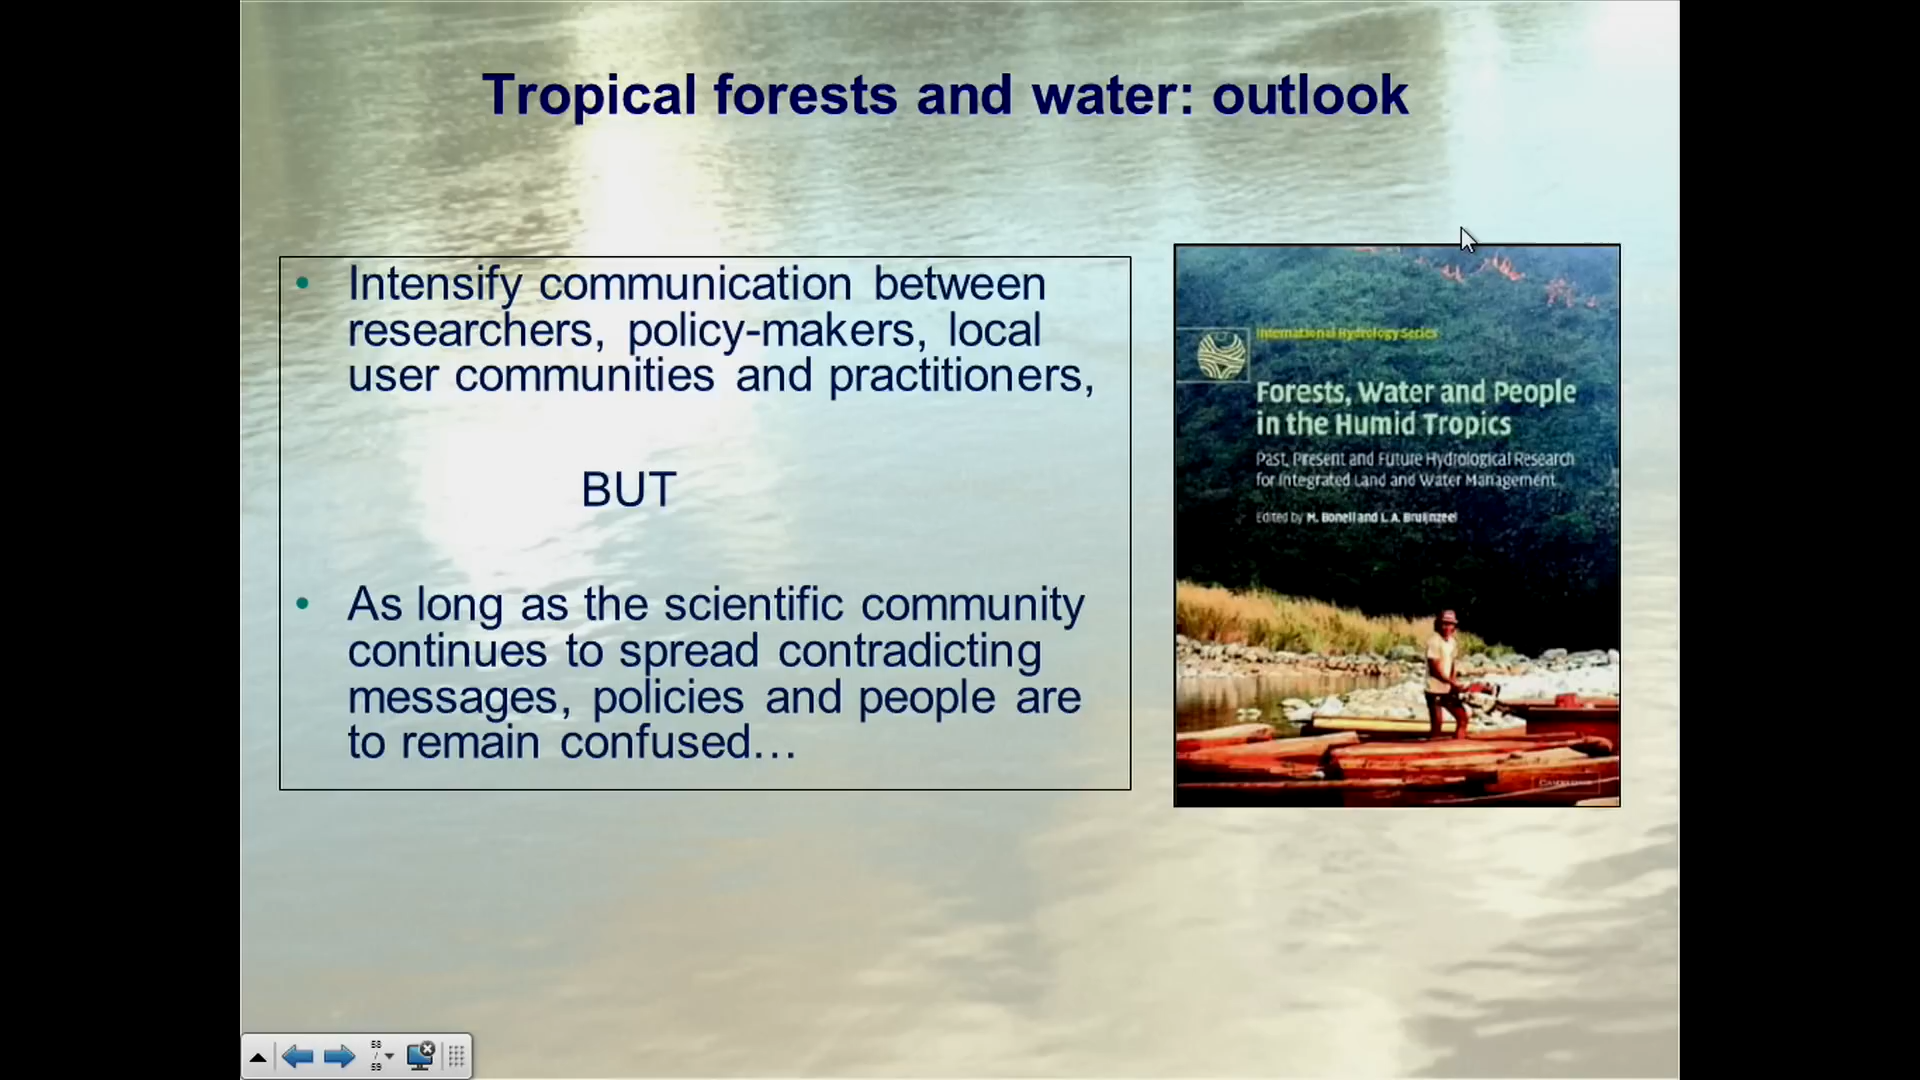 Tropical forests and water: outlook
• Intensify communication between
researchers, policy-makers, local
user communities and practitioners,
BUT
• As long as the scientific community
continues to spread contradicting
messages, policies and people are
to remain confused…
International Hydrology Series
Forests, Water and People
in the Humid Tropics
Past, Present and Future Hydrological Research
for Integrated Land and Water Management
Edited by M. Bonell and L. A. Bruijnzeel
CAMBRIDGE
58
/
59